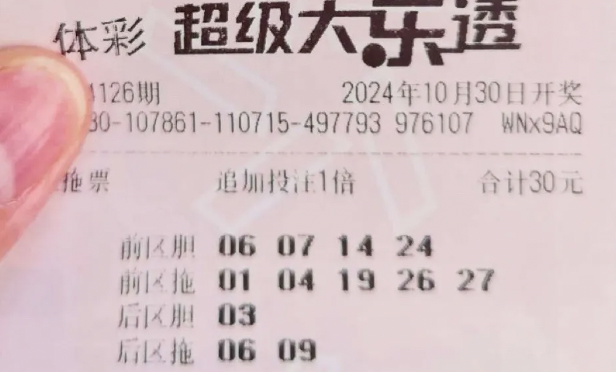 体彩 超级大乐透
4126期 2024年10月30日开奖
80-107861-110715-497793 976107 WNx9AQ
拖票 追加投注1倍 合计30元
前区胆 06 07 14 24
前区拖 01 04 19 26 27
后区胆 03
后区拖 06 09